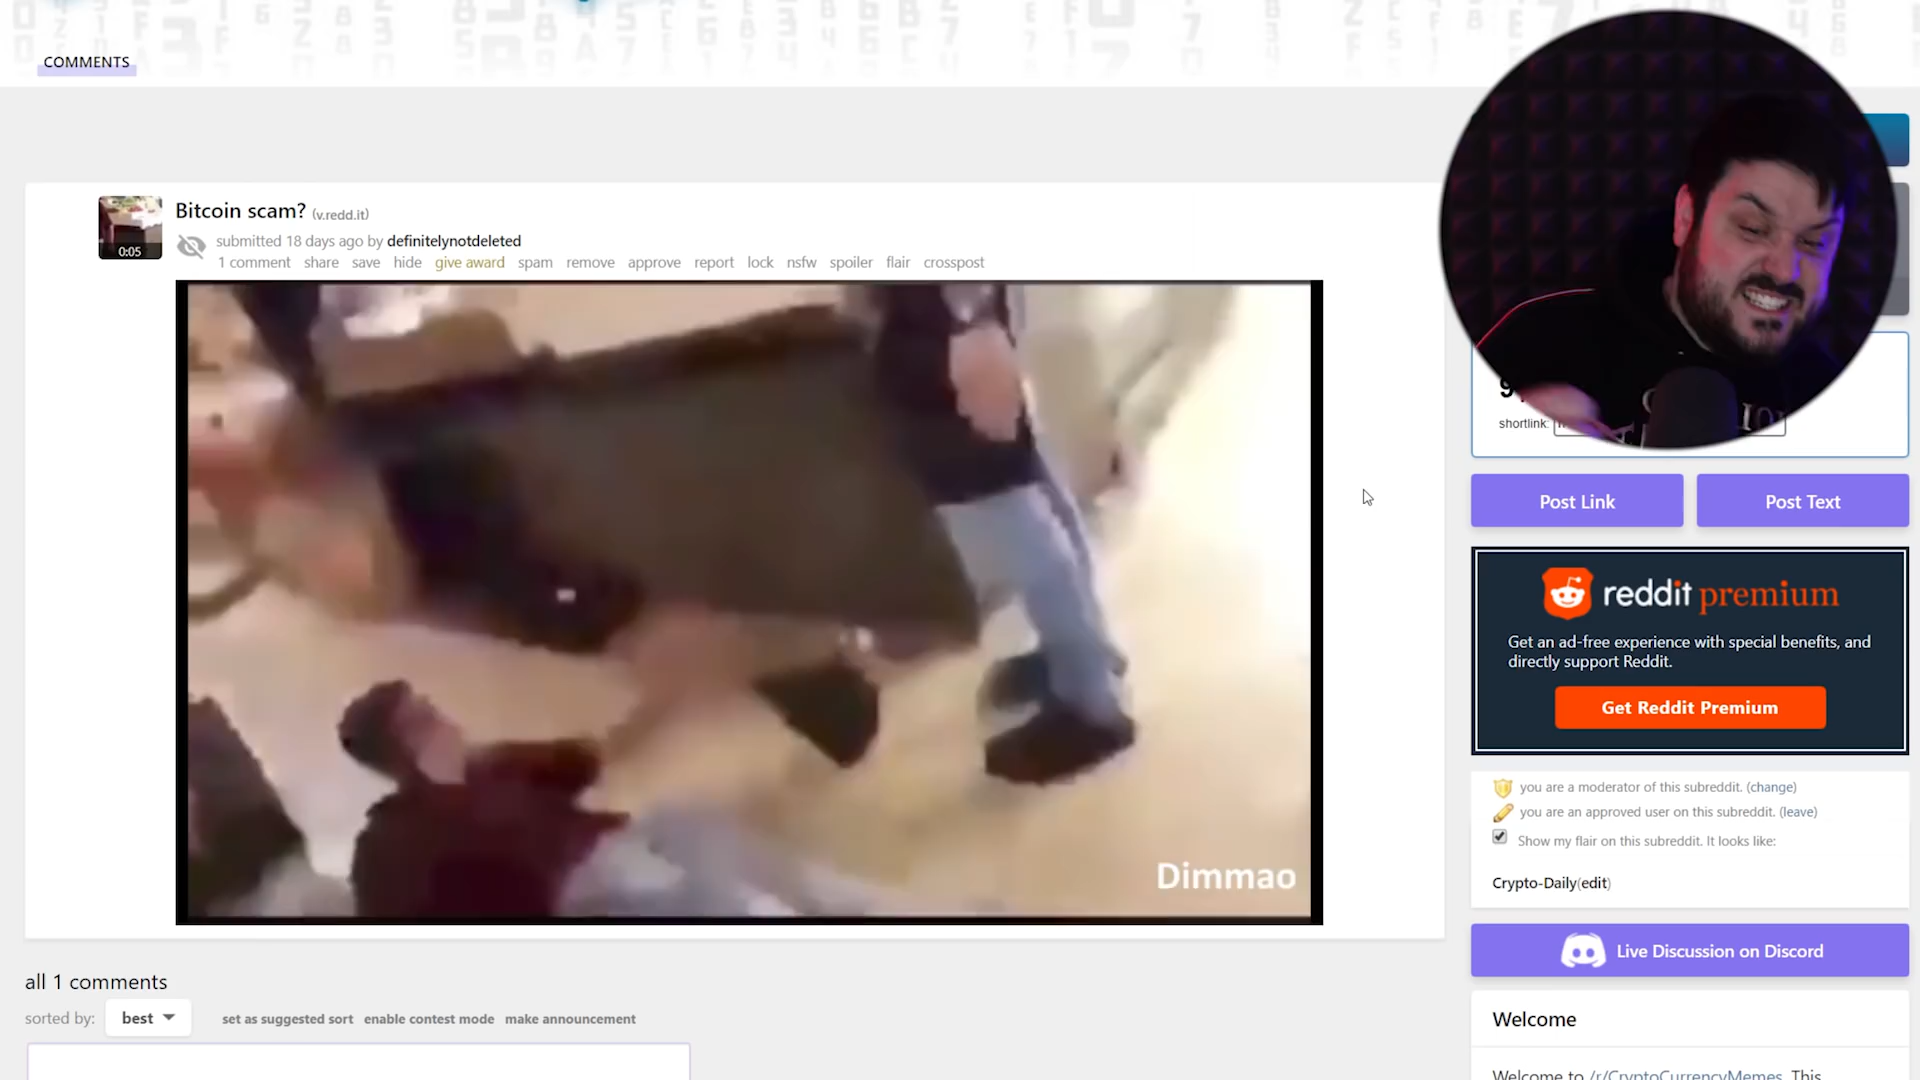 COMMENTS
Bitcoin scam? (v.redd.it)
0:05
submitted 18 days ago by definitelynotdeleted
1 comment share save hide give award spam remove approve report lock nsfw spoiler flair crosspost
Dimmao
shortlink:
Post Link
Post Text
reddit premium
Get an ad-free experience with special benefits, and
directly support Reddit.
Get Reddit Premium
you are a moderator of this subreddit. (change)
you are an approved user on this subreddit. (leave)
Show my flair on this subreddit. It looks like:
Crypto-Daily(edit)
Live Discussion on Discord
all 1 comments
sorted by: best
set as suggested sort enable contest mode make announcement
Welcome
Welcome to /r/CryptoCurrencyMemes. This